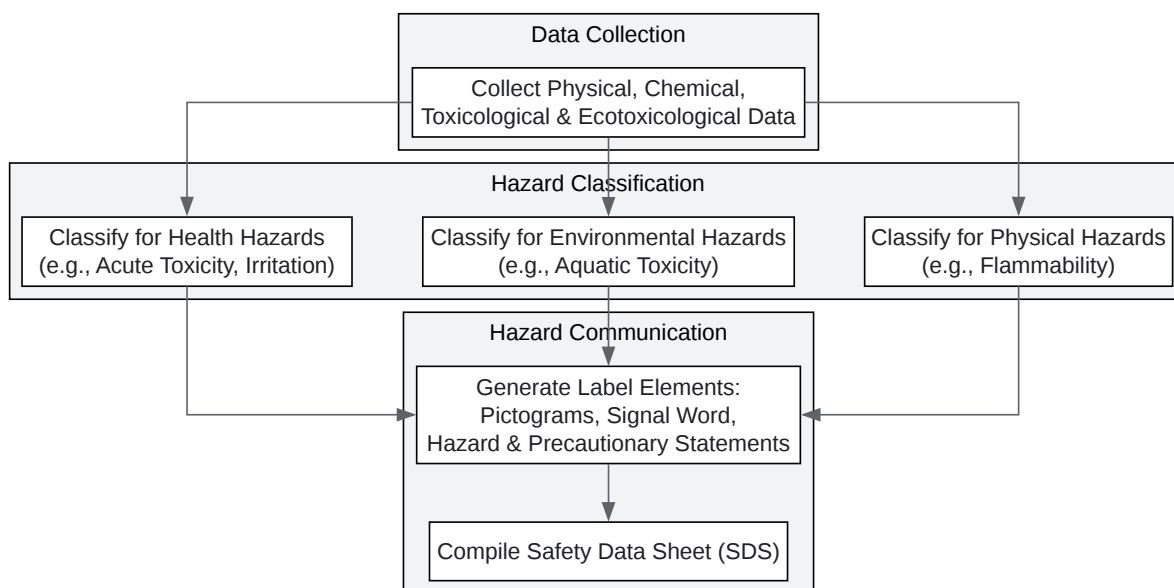 Data Collection
Collect Physical, Chemical,
Toxicological & Ecotoxicological Data
Hazard Classification
Classify for Health Hazards
(e.g., Acute Toxicity, Irritation)
Classify for Environmental Hazards
(e.g., Aquatic Toxicity)
Classify for Physical Hazards
(e.g., Flammability)
Hazard Communication
Generate Label Elements:
Pictograms, Signal Word,
Hazard & Precautionary Statements
Compile Safety Data Sheet (SDS)